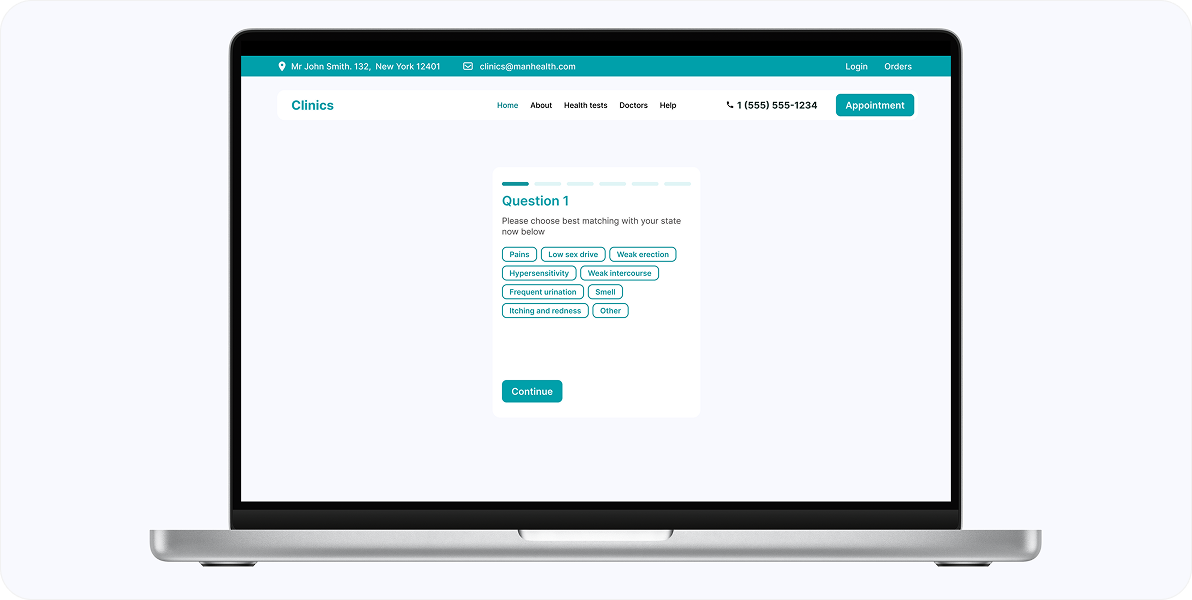 Mr John Smith. 132, New York 12401 clinics@manhealth.com Login Orders
Clinics Home About Health tests Doctors Help 1 (555) 555-1234 Appointment
Question 1
Please choose best matching with your state
now below
Pains Low sex drive Weak erection
Hypersensitivity Weak intercourse
Frequent urination Smell
Itching and redness Other
Continue